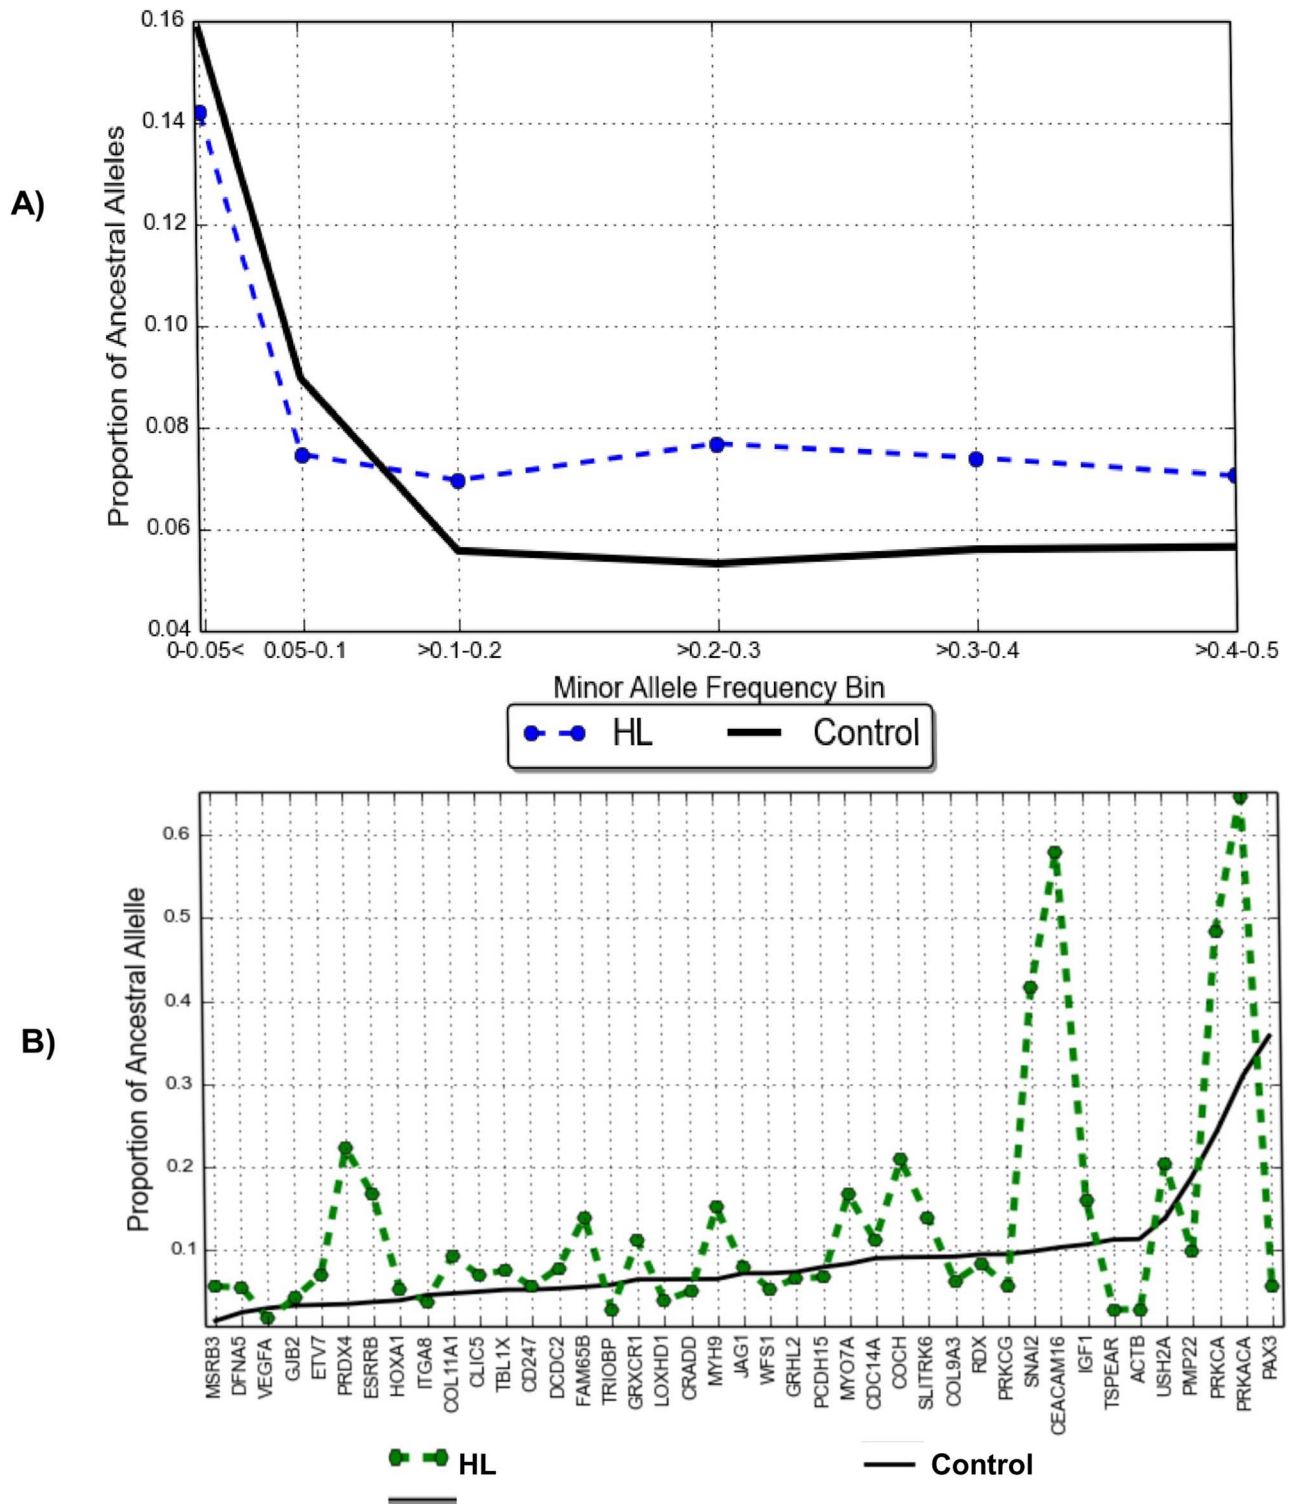 A)
Proportion of Ancestral Alleles
0.16
0.14
0.12
0.10
0.08
0.06
0.04
0-0.05< 0.05-0.1 >0.1-0.2 >0.2-0.3 >0.3-0.4 >0.4-0.5
Minor Allele Frequency Bin
HL Control
B)
Proportion of Ancestral Allelle
0.6
0.5
0.4
0.3
0.2
0.1
MSRB3
DFNA5
VEGFA
GJB2
ETV7
PRDX4
ESRRB
HOXA1
ITGA8
COL11A1
CLIC5
TBL1X
CD247
DCDC2
FAM65B
TRIOBP
GRXCR1
LOXHD1
CRADD
MYH9
JAG1
WFS1
GRHL2
PCDH15
MYO7A
CDC14A
COCH
SLITRK6
COL9A3
RDX
PRKCG
SNAI2
CEACAM16
IGF1
TSPEAR
ACTB
USH2A
PMP22
PRKCA
PRKACA
PAX3
HL Control